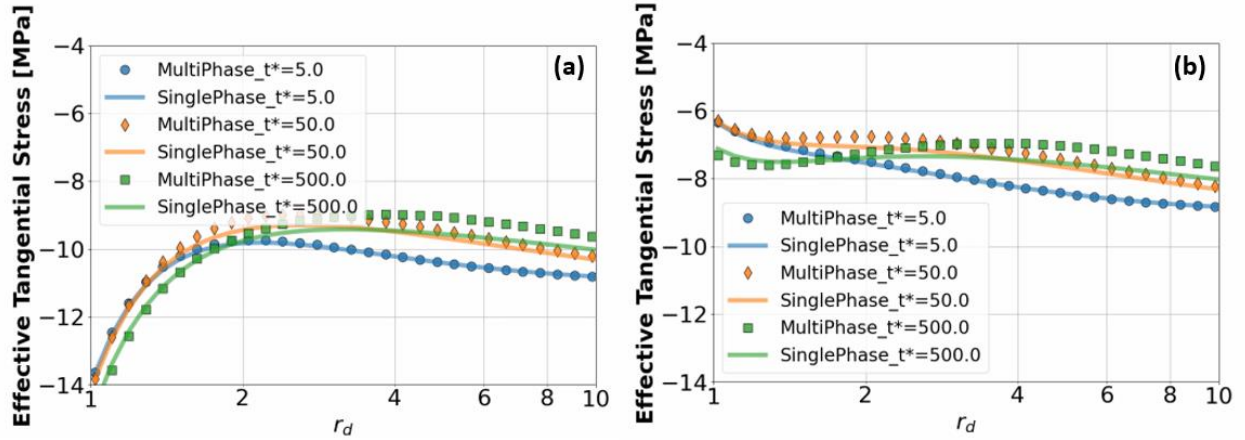 Effective Tangential Stress [MPa]
−4
−6
−8
−10
−12
−14
(a)
MultiPhase_t*=5.0
SinglePhase_t*=5.0
MultiPhase_t*=50.0
SinglePhase_t*=50.0
MultiPhase_t*=500.0
SinglePhase_t*=500.0
1 2 4 6 8 10
r_d
Effective Tangential Stress [MPa]
−4
−6
−8
−10
−12
−14
(b)
MultiPhase_t*=5.0
SinglePhase_t*=5.0
MultiPhase_t*=50.0
SinglePhase_t*=50.0
MultiPhase_t*=500.0
SinglePhase_t*=500.0
1 2 4 6 8 10
r_d